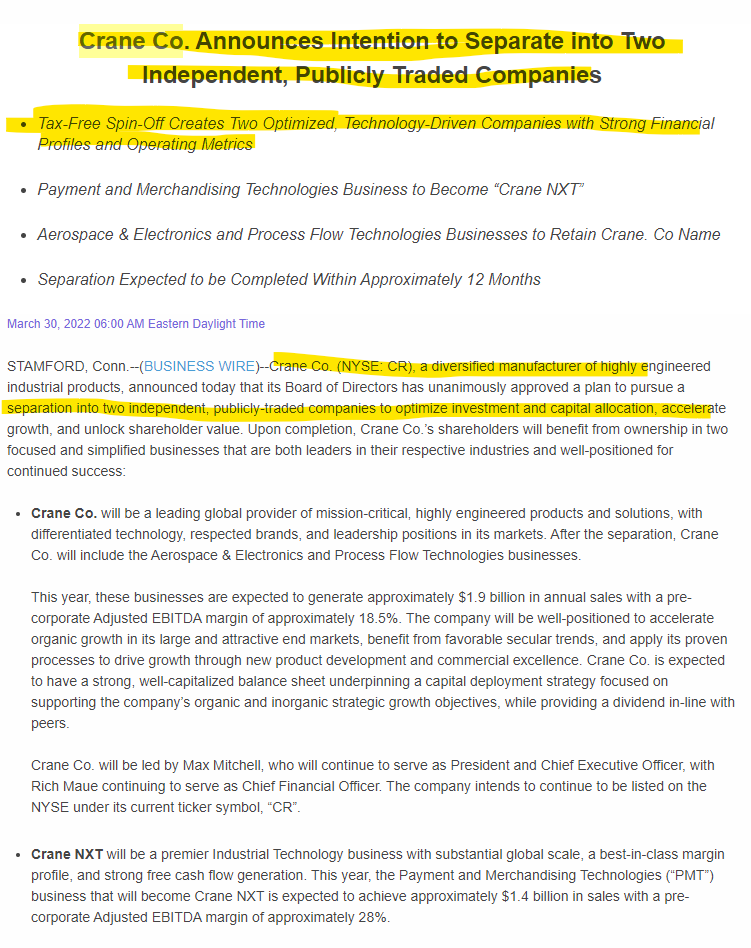 Crane Co. Announces Intention to Separate into Two
Independent, Publicly Traded Companies
• Tax-Free Spin-Off Creates Two Optimized, Technology-Driven Companies with Strong Financial
Profiles and Operating Metrics
• Payment and Merchandising Technologies Business to Become “Crane NXT”
• Aerospace & Electronics and Process Flow Technologies Businesses to Retain Crane. Co Name
• Separation Expected to be Completed Within Approximately 12 Months
March 30, 2022 06:00 AM Eastern Daylight Time
STAMFORD, Conn.--(BUSINESS WIRE)--Crane Co. (NYSE: CR), a diversified manufacturer of highly engineered
industrial products, announced today that its Board of Directors has unanimously approved a plan to pursue a
separation into two independent, publicly-traded companies to optimize investment and capital allocation, accelerate
growth, and unlock shareholder value. Upon completion, Crane Co.’s shareholders will benefit from ownership in two
focused and simplified businesses that are both leaders in their respective industries and well-positioned for
continued success:
• Crane Co. will be a leading global provider of mission-critical, highly engineered products and solutions, with
differentiated technology, respected brands, and leadership positions in its markets. After the separation, Crane
Co. will include the Aerospace & Electronics and Process Flow Technologies businesses.
This year, these businesses are expected to generate approximately $1.9 billion in annual sales with a pre-
corporate Adjusted EBITDA margin of approximately 18.5%. The company will be well-positioned to accelerate
organic growth in its large and attractive end markets, benefit from favorable secular trends, and apply its proven
processes to drive growth through new product development and commercial excellence. Crane Co. is expected
to have a strong, well-capitalized balance sheet underpinning a capital deployment strategy focused on
supporting the company’s organic and inorganic strategic growth objectives, while providing a dividend in-line with
peers.
Crane Co. will be led by Max Mitchell, who will continue to serve as President and Chief Executive Officer, with
Rich Maue continuing to serve as Chief Financial Officer. The company intends to continue to be listed on the
NYSE under its current ticker symbol, “CR”.
• Crane NXT will be a premier Industrial Technology business with substantial global scale, a best-in-class margin
profile, and strong free cash flow generation. This year, the Payment and Merchandising Technologies (“PMT”)
business that will become Crane NXT is expected to achieve approximately $1.4 billion in sales with a pre-
corporate Adjusted EBITDA margin of approximately 28%.